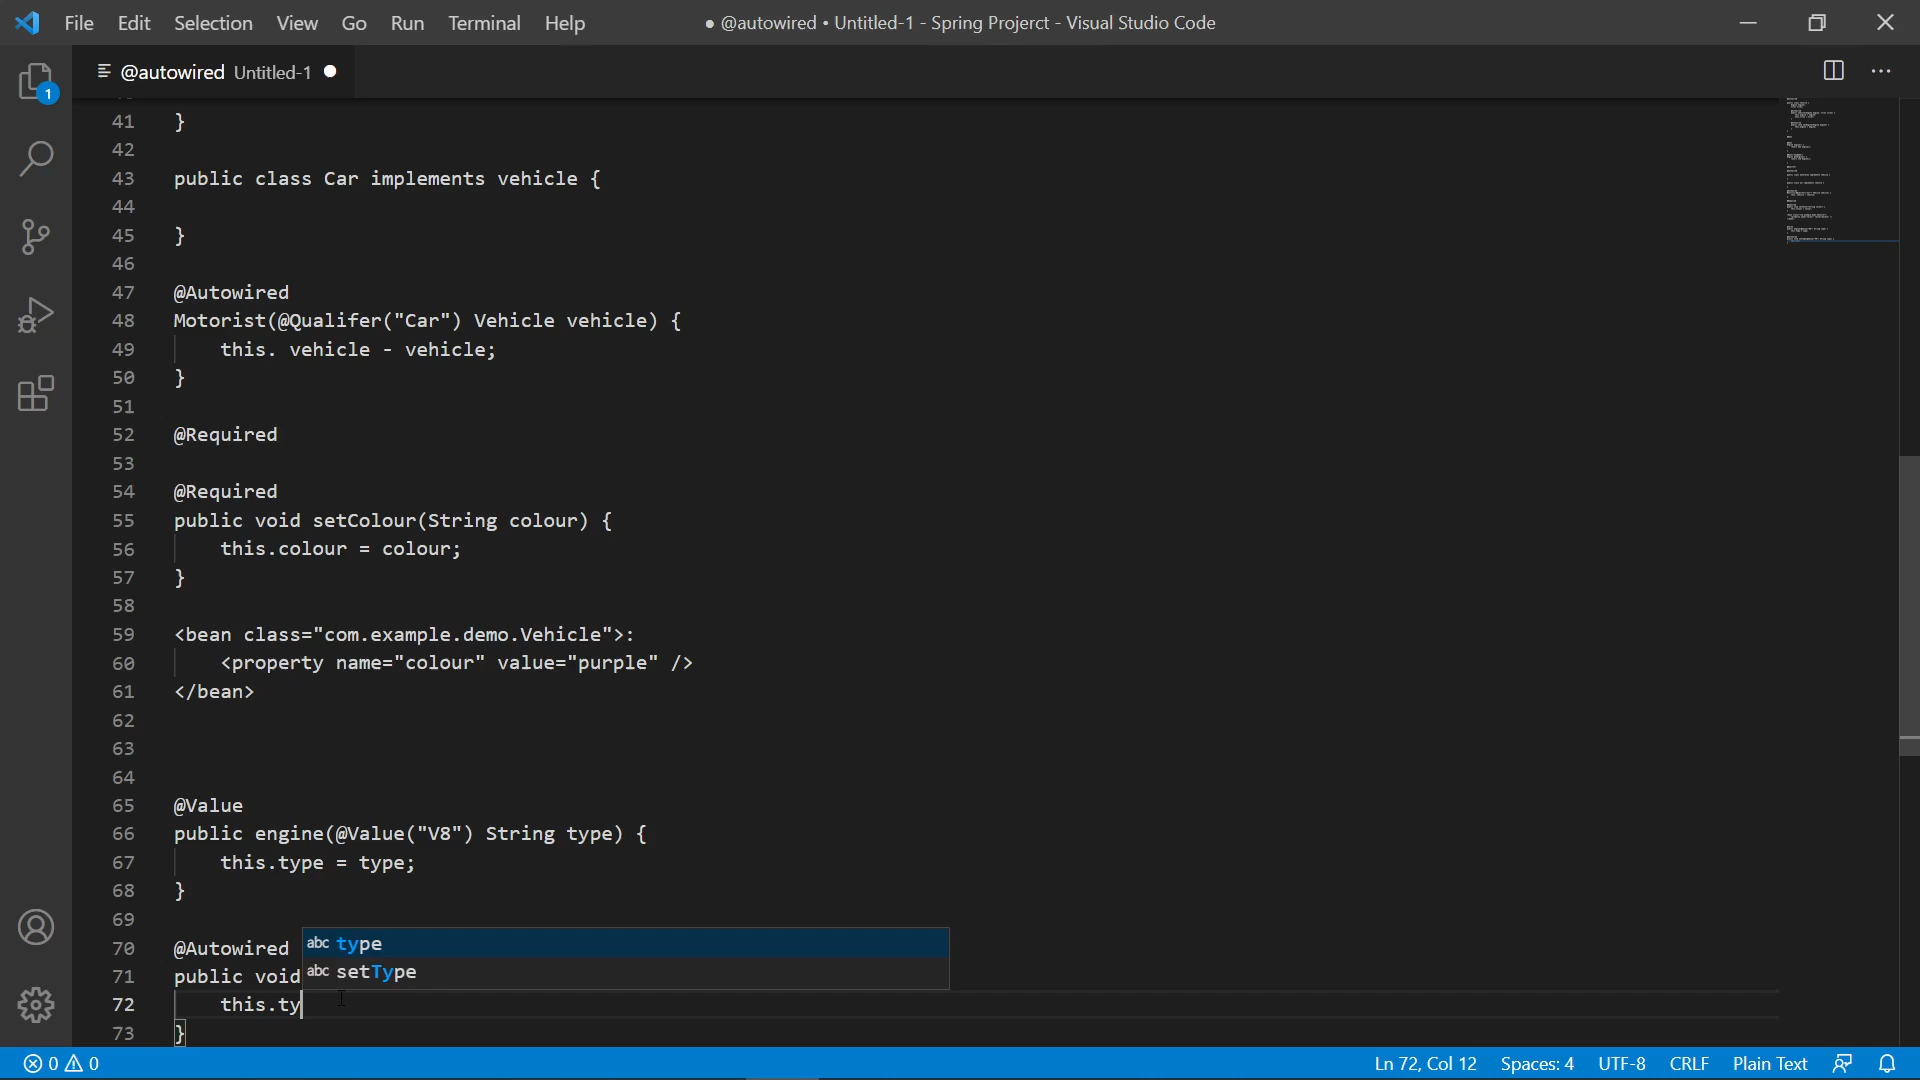 File Edit Selection View Go Run Terminal Help ● @autowired • Untitled-1 - Spring Projerct - Visual Studio Code
@autowired Untitled-1 ●
1
41 }
42
43 public class Car implements vehicle {
44
45 }
46
47 @Autowired
48 Motorist(@Qualifer("Car") Vehicle vehicle) {
49 this. vehicle - vehicle;
50 }
51
52 @Required
53
54 @Required
55 public void setColour(String colour) {
56 this.colour = colour;
57 }
58
59 <bean class="com.example.demo.Vehicle">:
60 <property name="colour" value="purple" />
61 </bean>
62
63
64
65 @Value
66 public engine(@Value("V8") String type) {
67 this.type = type;
68 }
69
70 @Autowired
abc type
71 public void
abc setType
72 this.ty
73 }
0 0 Ln 72, Col 12 Spaces: 4 UTF-8 CRLF Plain Text